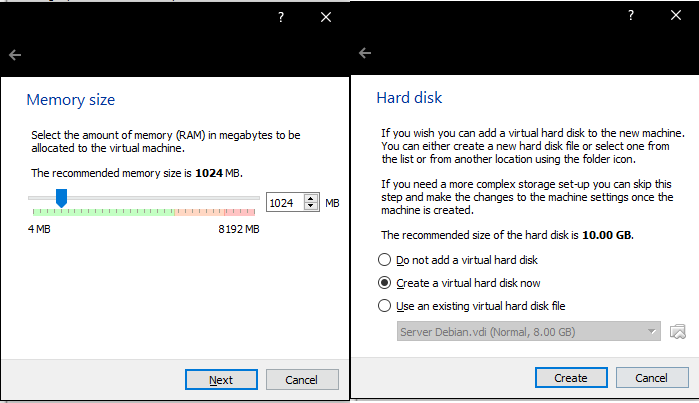 Memory size
Select the amount of memory (RAM) in megabytes to be
allocated to the virtual machine.
The recommended memory size is 1024 MB.
1024 MB
4 MB 8192 MB
Next Cancel
Hard disk
If you wish you can add a virtual hard disk to the new machine.
You can either create a new hard disk file or select one from
the list or from another location using the folder icon.
If you need a more complex storage set-up you can skip this
step and make the changes to the machine settings once the
machine is created.
The recommended size of the hard disk is 10.00 GB.
Do not add a virtual hard disk
Create a virtual hard disk now
Use an existing virtual hard disk file
Server Debian.vdi (Normal, 8.00 GB)
Create Cancel